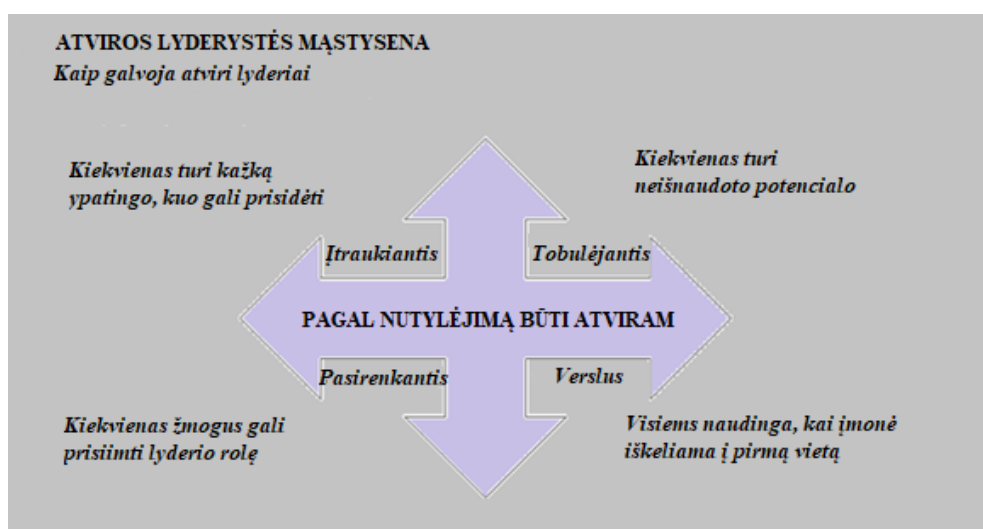 ATVIROS LYDERYSTĖS MĄSTYSENA
Kaip galvoja atviri lyderiai
Kiekvienas turi kažką
ypatingo, kuo gali prisidėti
Kiekvienas turi
neišnaudoto potencialo
Įtraukiantis
Tobulėjantis
PAGAL NUTYLĖJIMĄ BŪTI ATVIRAM
Pasirenkantis
Verslus
Kiekvienas žmogus gali
prisiimti lyderio rolę
Visiems naudinga, kai įmonė
iškeliama į pirmą vietą